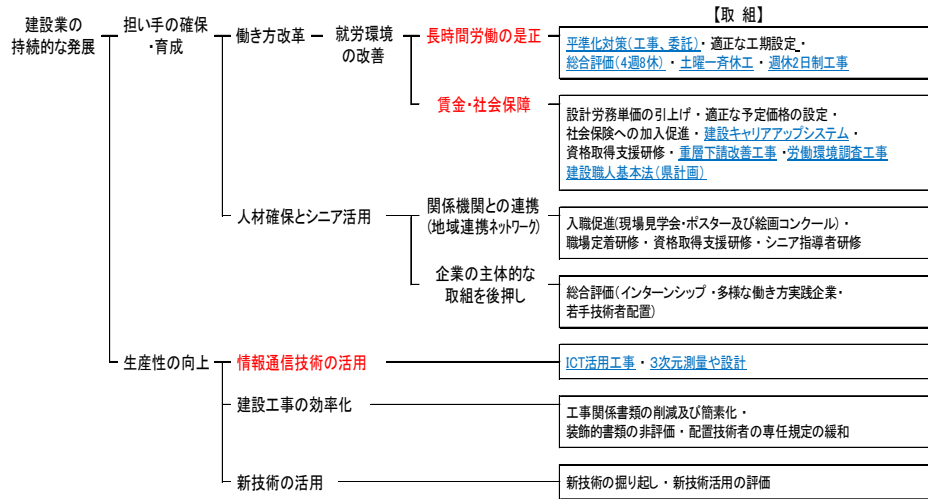 【取 組】
建設業の
持続的な発展
担い手の確保
・育成
働き方改革
就労環境
の改善
長時間労働の是正
平準化対策(工事、委託)・適正な工期設定・
総合評価(4週8休)・土曜一斉休工・週休2日制工事
賃金・社会保障
設計労務単価の引上げ・適正な予定価格の設定・
社会保険への加入促進・建設キャリアアップシステム・
資格取得支援研修・重層下請改善工事・労働環境調査工事
建設職人基本法(県計画)
人材確保とシニア活用
関係機関との連携
(地域連携ネットワーク)
入職促進(現場見学会・ポスター及び絵画コンクール)・
職場定着研修・資格取得支援研修・シニア指導者研修
企業の主体的な
取組を後押し
総合評価(インターンシップ・多様な働き方実践企業・
若手技術者配置)
生産性の向上
情報通信技術の活用
ICT活用工事・3次元測量や設計
建設工事の効率化
工事関係書類の削減及び簡素化・
装飾的書類の非評価・配置技術者の専任規定の緩和
新技術の活用
新技術の掘り起し・新技術活用の評価